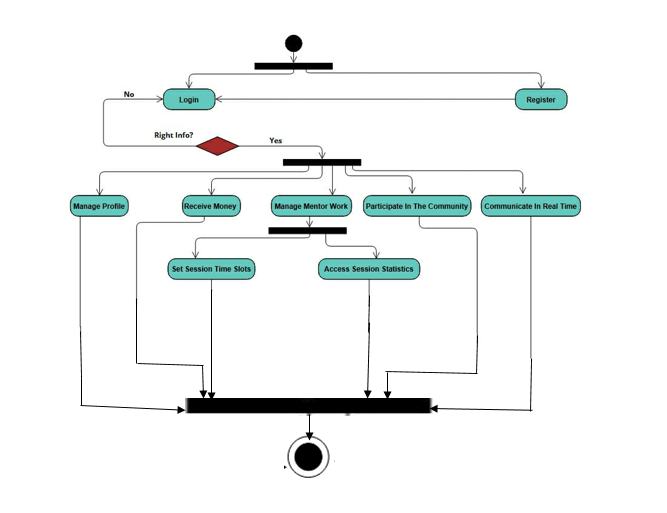 No
Login
Register
Right Info?
Yes
Manage Profile
Receive Money
Manage Mentor Work
Participate In The Community
Communicate In Real Time
Set Session Time Slots
Access Session Statistics